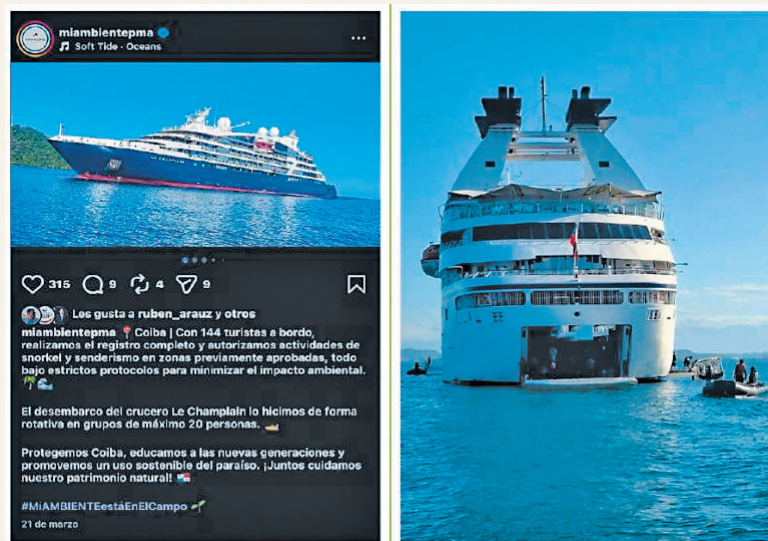 miambientepma
Soft Tide · Oceans
LE CHAMPLAIN
315 9 4 9
Les gusta a ruben_arauz y otros
miambientepma 📍 Coiba | Con 144 turistas a bordo,
realizamos el registro completo y autorizamos actividades de
snorkel y senderismo en zonas previamente aprobadas, todo
bajo estrictos protocolos para minimizar el impacto ambiental.
🌴🌊
El desembarco del crucero Le Champlain lo hicimos de forma
rotativa en grupos de máximo 20 personas. 🚤
Protegemos Coiba, educamos a las nuevas generaciones y
promovemos un uso sostenible del paraíso. ¡Juntos cuidamos
nuestro patrimonio natural! 🇵🇦
#MiAMBIENTEestáEnElCampo 🌱
21 de marzo